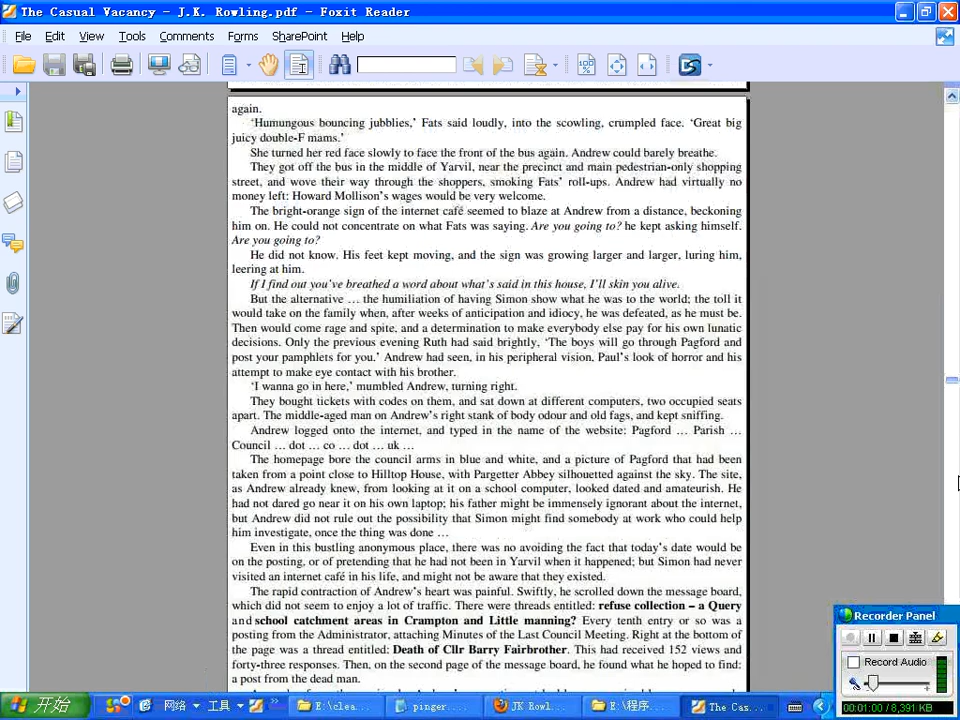 The Casual Vacancy - J.K. Rowling.pdf - Foxit Reader
File Edit View Tools Comments Forms SharePoint Help
again.
‘Humungous bouncing jubblies,’ Fats said loudly, into the scowling, crumpled face. ‘Great big
juicy double-F mams.’
She turned her red face slowly to face the front of the bus again. Andrew could barely breathe.
They got off the bus in the middle of Yarvil, near the precinct and main pedestrian-only shopping
street, and wove their way through the shoppers, smoking Fats’ roll-ups. Andrew had virtually no
money left: Howard Mollison’s wages would be very welcome.
The bright-orange sign of the internet café seemed to blaze at Andrew from a distance, beckoning
him on. He could not concentrate on what Fats was saying. Are you going to? he kept asking himself.
Are you going to?
He did not know. His feet kept moving, and the sign was growing larger and larger, luring him,
leering at him.
If I find out you’ve breathed a word about what’s said in this house, I’ll skin you alive.
But the alternative … the humiliation of having Simon show what he was to the world; the toll it
would take on the family when, after weeks of anticipation and idiocy, he was defeated, as he must be.
Then would come rage and spite, and a determination to make everybody else pay for his own lunatic
decisions. Only the previous evening Ruth had said brightly, ‘The boys will go through Pagford and
post your pamphlets for you.’ Andrew had seen, in his peripheral vision, Paul’s look of horror and his
attempt to make eye contact with his brother.
‘I wanna go in here,’ mumbled Andrew, turning right.
They bought tickets with codes on them, and sat down at different computers, two occupied seats
apart. The middle-aged man on Andrew’s right stank of body odour and old fags, and kept sniffing.
Andrew logged onto the internet, and typed in the name of the website: Pagford … Parish …
Council … dot … co … dot … uk …
The homepage bore the council arms in blue and white, and a picture of Pagford that had been
taken from a point close to Hilltop House, with Pargetter Abbey silhouetted against the sky. The site,
as Andrew already knew, from looking at it on a school computer, looked dated and amateurish. He
had not dared go near it on his own laptop; his father might be immensely ignorant about the internet,
but Andrew did not rule out the possibility that Simon might find somebody at work who could help
him investigate, once the thing was done …
Even in this bustling anonymous place, there was no avoiding the fact that today’s date would be
on the posting, or of pretending that he had not been in Yarvil when it happened; but Simon had never
visited an internet café in his life, and might not be aware that they existed.
The rapid contraction of Andrew’s heart was painful. Swiftly, he scrolled down the message board,
which did not seem to enjoy a lot of traffic. There were threads entitled: refuse collection – a Query
and school catchment areas in Crampton and Little manning? Every tenth entry or so was a
posting from the Administrator, attaching Minutes of the Last Council Meeting. Right at the bottom of
the page was a thread entitled: Death of Cllr Barry Fairbrother. This had received 152 views and
forty-three responses. Then, on the second page of the message board, he found what he hoped to find:
a post from the dead man.
Recorder Panel
Record Audio
00:01:00 / 8,391 KB
开始 网络 工具 E:\clea... pinger.... JK Rowl... E:\程序... The Cas...